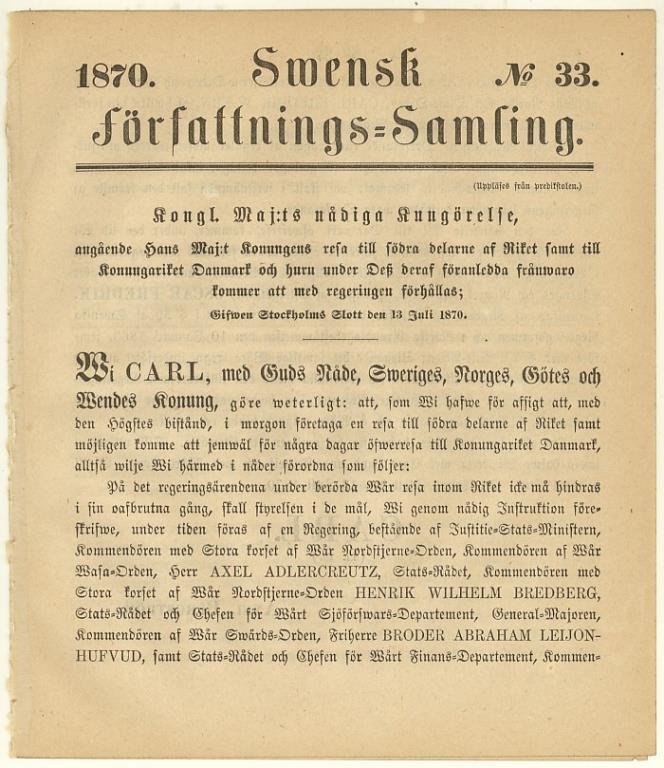 1870. Swensk № 33.
Författnings-Samling.
(Uppläses från predikstolen.)
Kongl. Maj:ts nådiga Kungörelse,
angående Hans Maj:t Konungens resa till södra delarne af Riket samt till
Konungariket Danmark och huru under Deß deraf föranledda frånwaro
kommer att med regeringen förhållas;
Gifwen Stockholms Slott den 13 Juli 1870.
Wi CARL, med Guds Nåde, Sweriges, Norges, Götes och
Wendes Konung, göre weterligt: att, som Wi hafwe för afsigt att, med
den Högstes bistånd, i morgon företaga en resa till södra delarne af Riket samt
möjligen komme att jemwäl för några dagar öfwerresa till Konungariket Danmark,
alltså wilje Wi härmed i nåder förordna som följer:
På det regeringsärendena under berörda Wår resa inom Riket icke må hindras
i sin oafbrutna gång, skall styrelsen i de mål, Wi genom nådig Instruktion före-
skrifwe, under tiden föras af en Regering, bestående af Justitie-Stats-Ministern,
Kommendören med Stora korset af Wår Nordstjerne-Orden, Kommendören af Wår
Wasa-Orden, Herr AXEL ADLERCREUTZ, Stats-Rådet, Kommendören med
Stora korset af Wår Nordstjerne-Orden HENRIK WILHELM BREDBERG,
Stats-Rådet och Chefen för Wårt Sjöförswars-Departement, General-Majoren,
Kommendören af Wår Swärds-Orden, Friherre BRODER ABRAHAM LEIJON-
HUFVUD, samt Stats-Rådet och Chefen för Wårt Finans-Departement, Kommen-